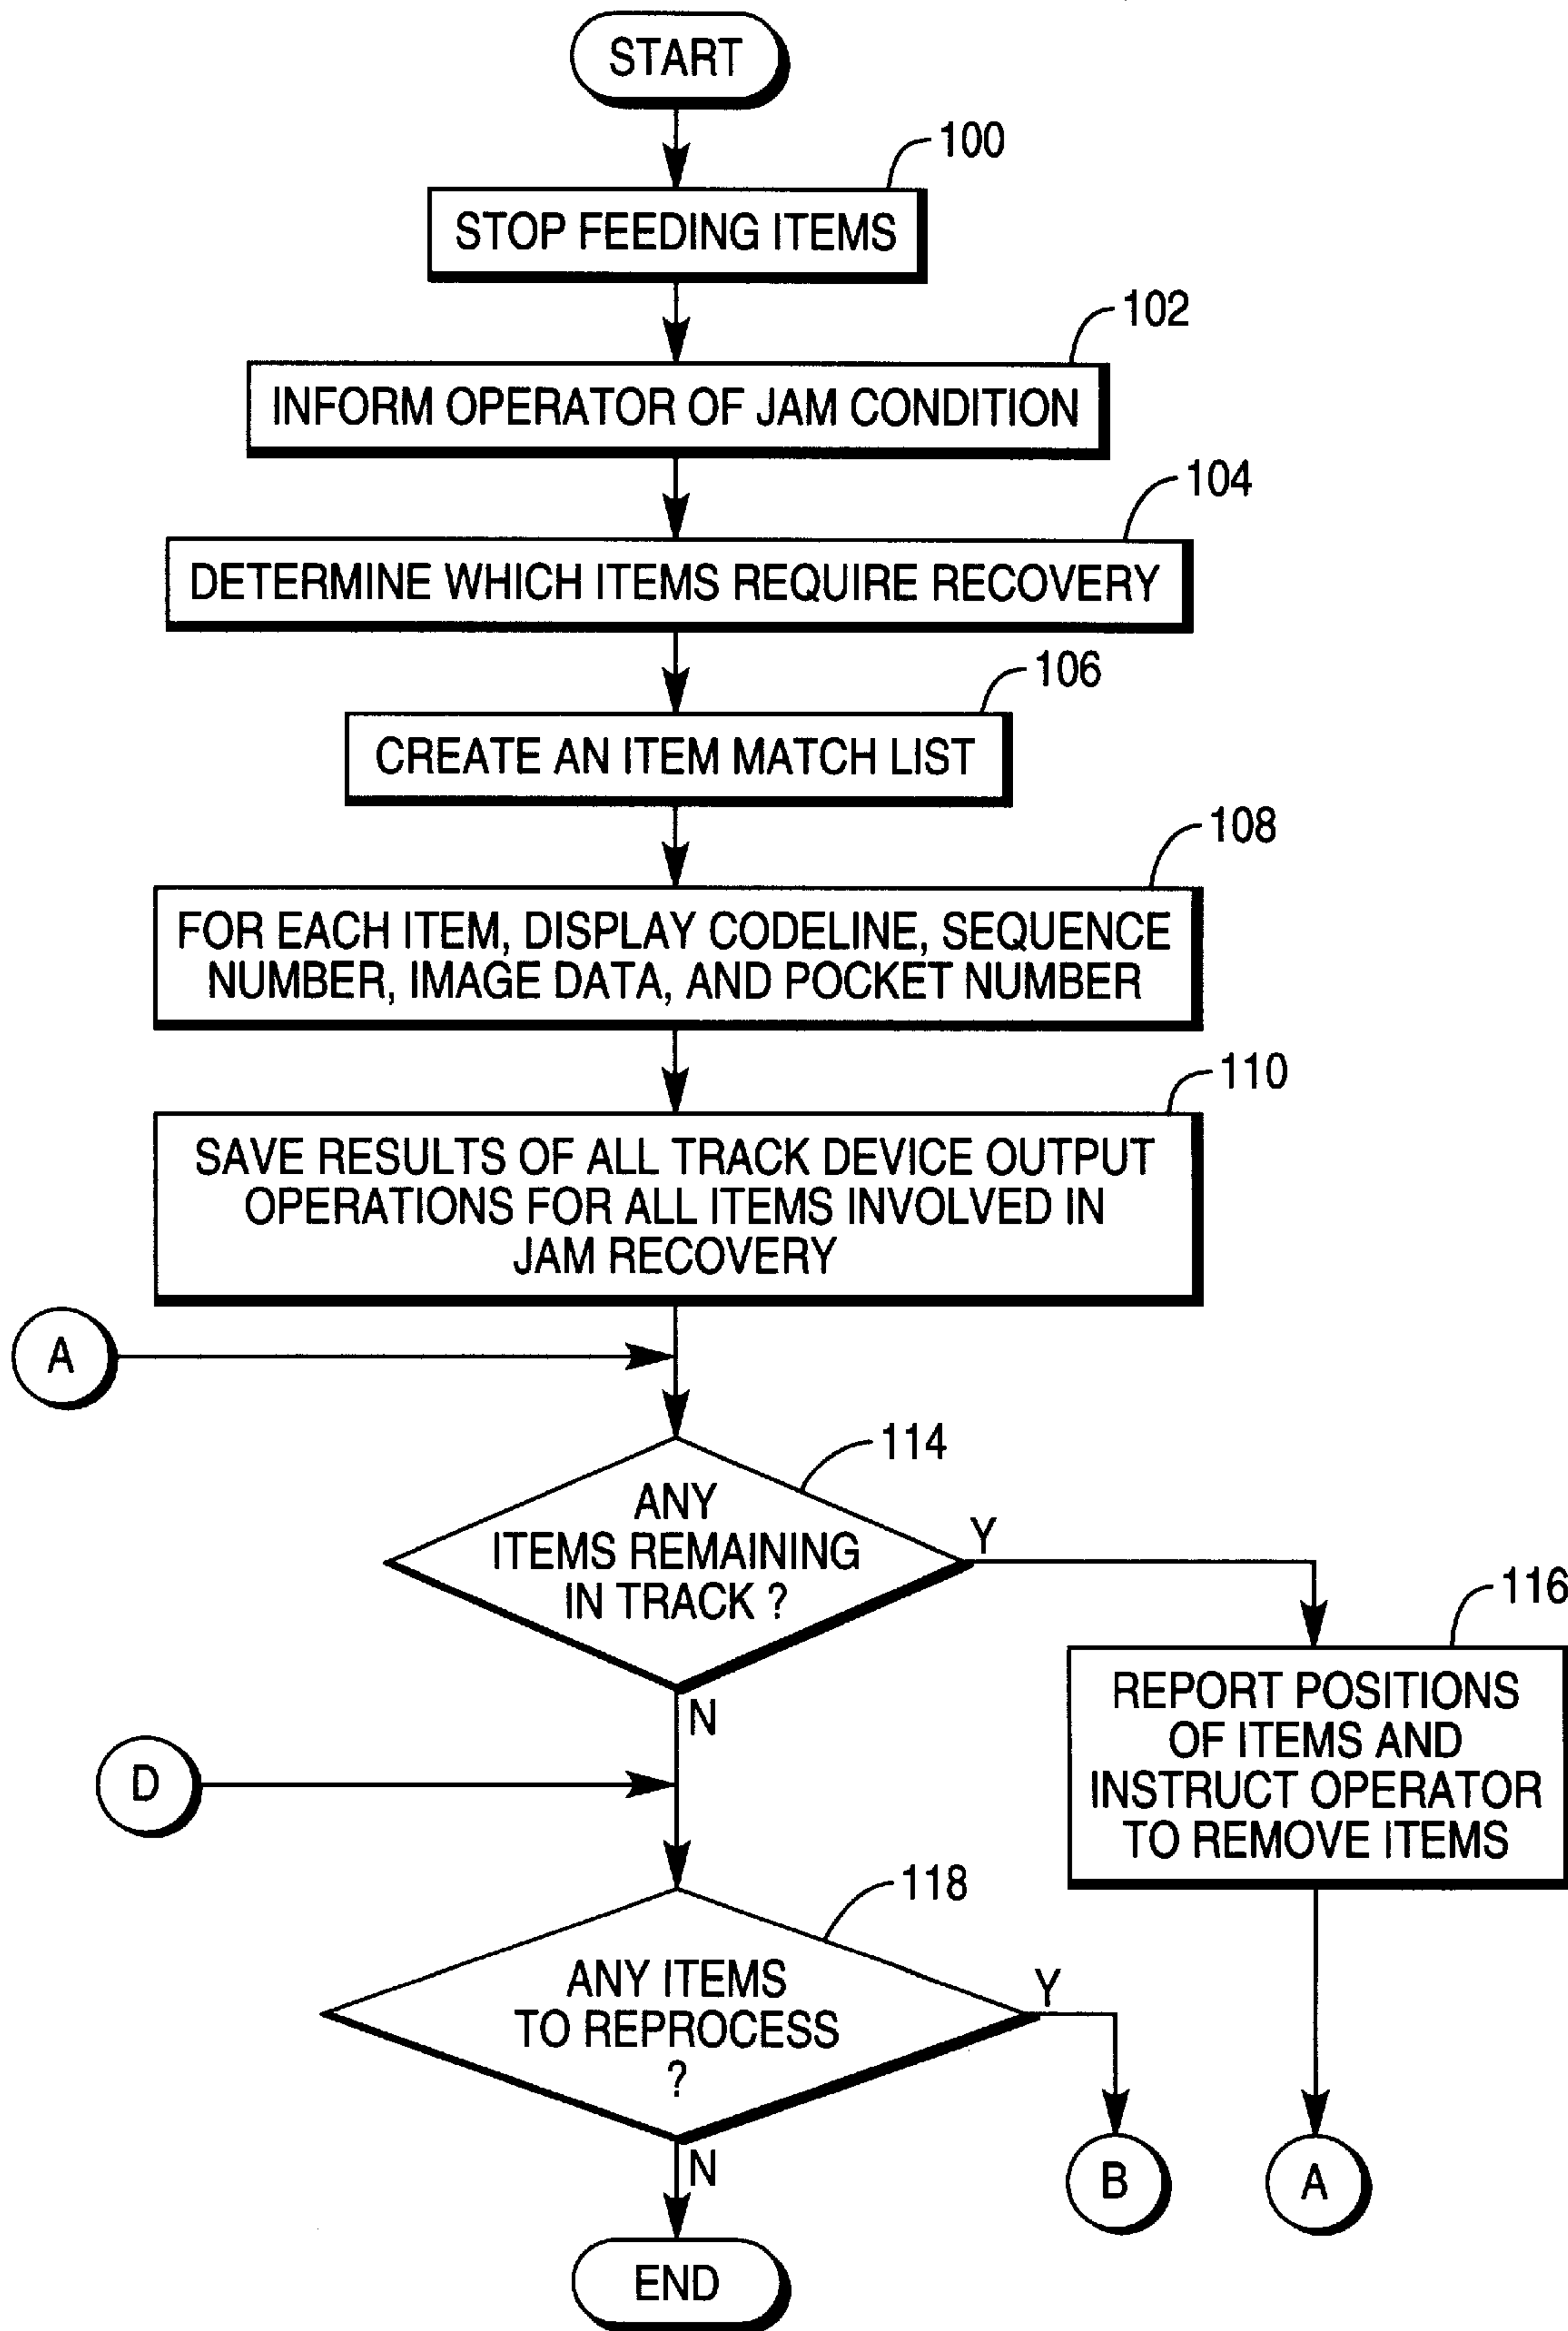 START
100
STOP FEEDING ITEMS
102
INFORM OPERATOR OF JAM CONDITION
104
DETERMINE WHICH ITEMS REQUIRE RECOVERY
106
CREATE AN ITEM MATCH LIST
108
FOR EACH ITEM, DISPLAY CODELINE, SEQUENCE
NUMBER, IMAGE DATA, AND POCKET NUMBER
110
SAVE RESULTS OF ALL TRACK DEVICE OUTPUT
OPERATIONS FOR ALL ITEMS INVOLVED IN
JAM RECOVERY
A
114
ANY
ITEMS REMAINING
IN TRACK ?
Y
N
116
REPORT POSITIONS
OF ITEMS AND
INSTRUCT OPERATOR
TO REMOVE ITEMS
D
118
ANY ITEMS
TO REPROCESS
?
Y
N
B
A
END